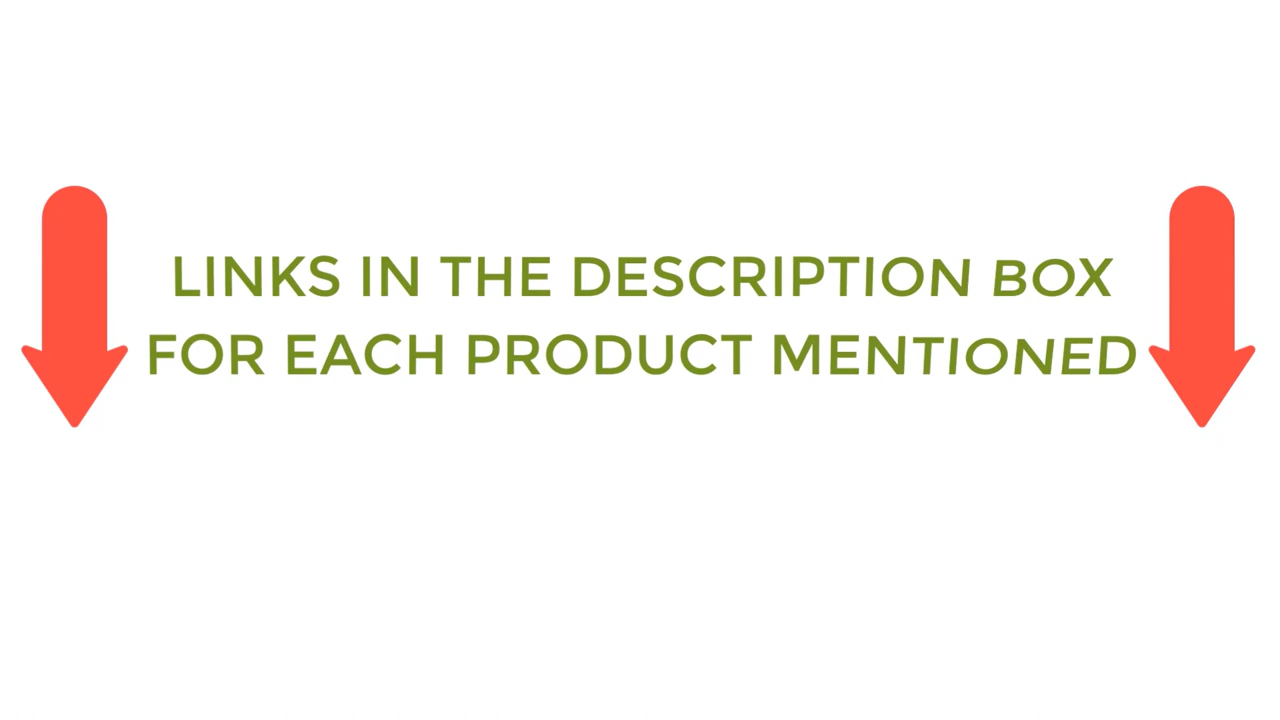 LINKS IN THE DESCRIPTION BOX
FOR EACH PRODUCT MENTIONED